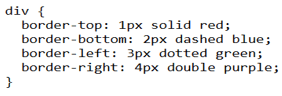 div {
  border-top: 1px solid red;
  border-bottom: 2px dashed blue;
  border-left: 3px dotted green;
  border-right: 4px double purple;
}